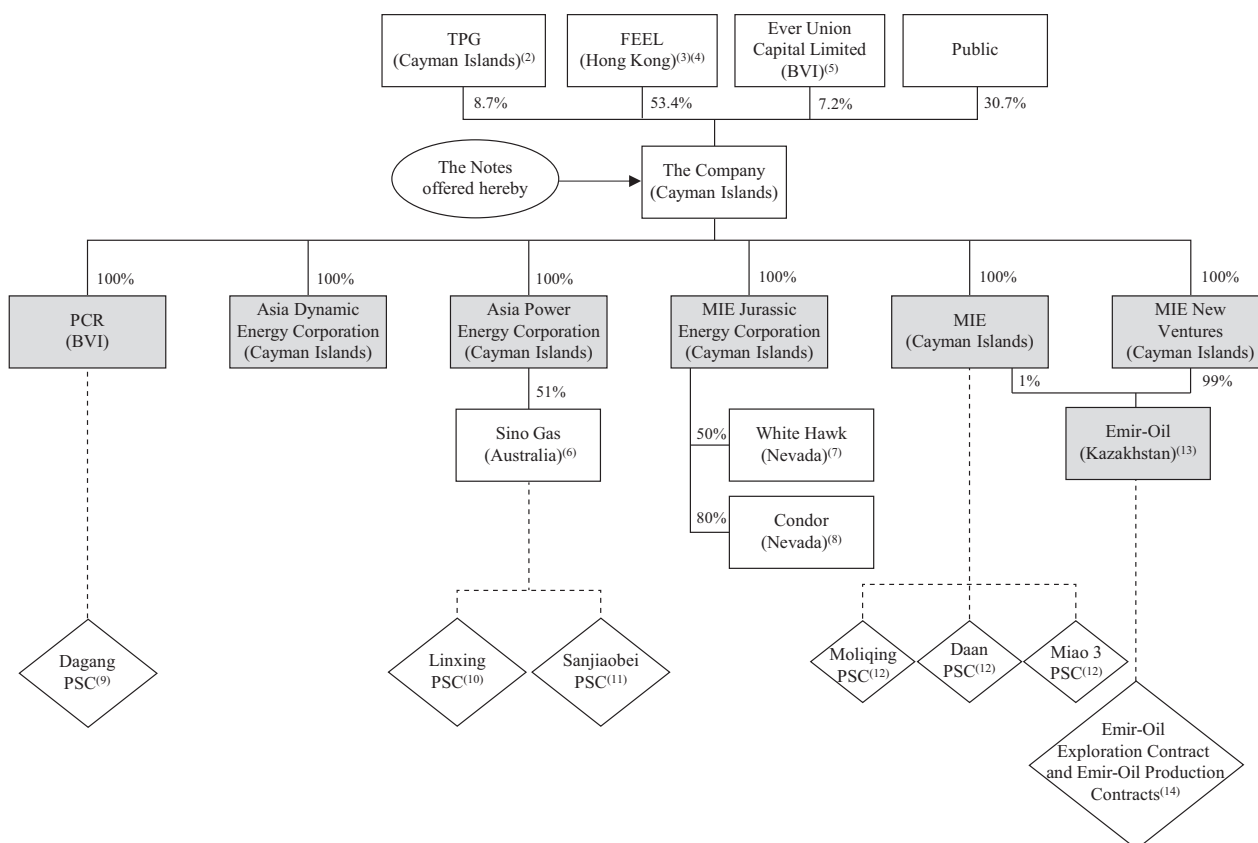 TPG
(Cayman Islands)(2)
FEEL
(Hong Kong)(3)(4)
Ever Union
Capital Limited
(BVI)(5)
Public
8.7%
53.4%
7.2%
30.7%
The Notes
offered hereby
The Company
(Cayman Islands)
100%
100%
100%
100%
100%
100%
PCR
(BVI)
Asia Dynamic
Energy Corporation
(Cayman Islands)
Asia Power
Energy Corporation
(Cayman Islands)
MIE Jurassic
Energy Corporation
(Cayman Islands)
MIE
(Cayman Islands)
MIE New
Ventures
(Cayman Islands)
51%
1%
99%
Sino Gas
(Australia)(6)
50%
White Hawk
(Nevada)(7)
Emir-Oil
(Kazakhstan)(13)
80%
Condor
(Nevada)(8)
Dagang
PSC(9)
Linxing
PSC(10)
Sanjiaobei
PSC(11)
Moliqing
PSC(12)
Daan
PSC(12)
Miao 3
PSC(12)
Emir-Oil
Exploration Contract
and Emir-Oil Production
Contracts(14)